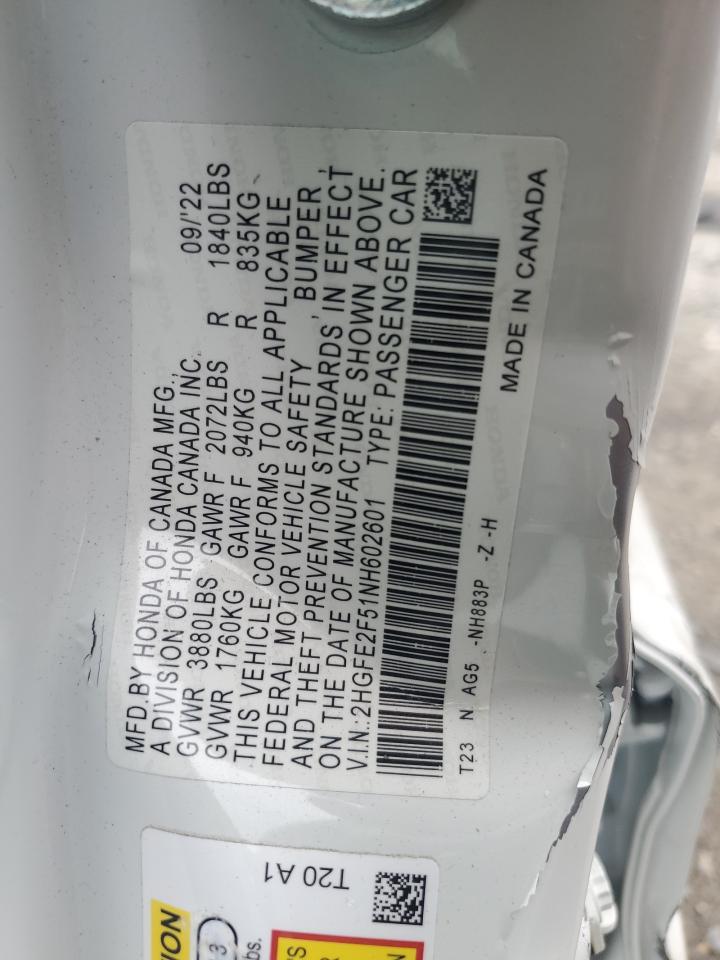 MFD.BY HONDA OF CANADA MFG., 09/'22
A DIVISION OF HONDA CANADA INC.
GVWR 3880LBS GAWR F 2072LBS R 1840LBS
GVWR 1760KG GAWR F 940KG R 835KG
THIS VEHICLE CONFORMS TO ALL APPLICABLE
FEDERAL MOTOR VEHICLE SAFETY , BUMPER ,
AND THEFT PREVENTION STANDARDS IN EFFECT
ON THE DATE OF MANUFACTURE SHOWN ABOVE.
V.I.N.:2HGFE2F51NH602601 TYPE: PASSENGER CAR
T23 N AG5 -NH883P -Z -H
MADE IN CANADA
T20 A1
3
bs.